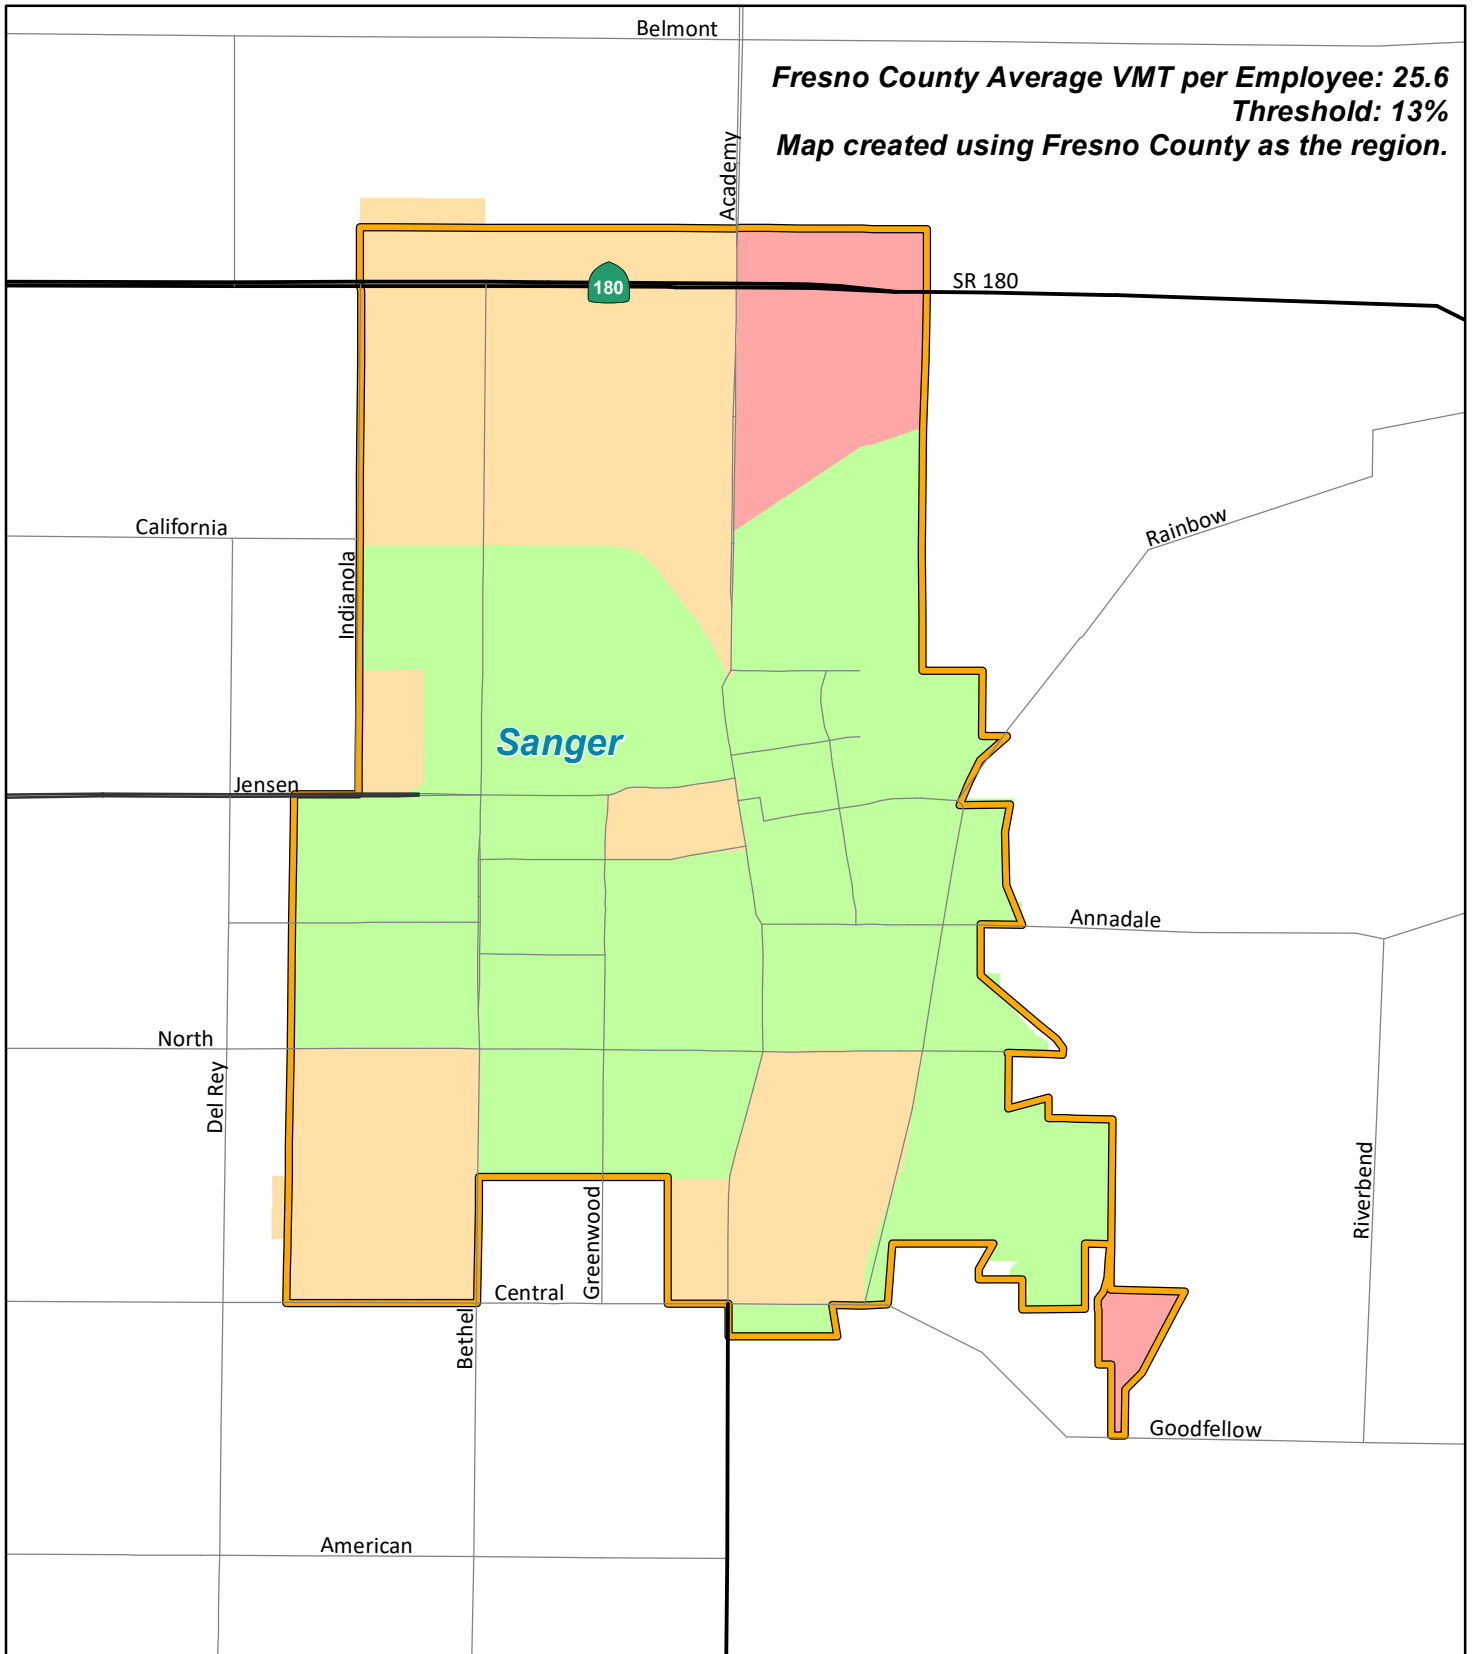 Belmont
Fresno County Average VMT per Employee: 25.6
Threshold: 13%
Map created using Fresno County as the region.
Academy
180
SR 180
California
Rainbow
Indianola
Sanger
Jensen
Annadale
North
Del Rey
Riverbend
Greenwood
Central
Bethel
Goodfellow
American